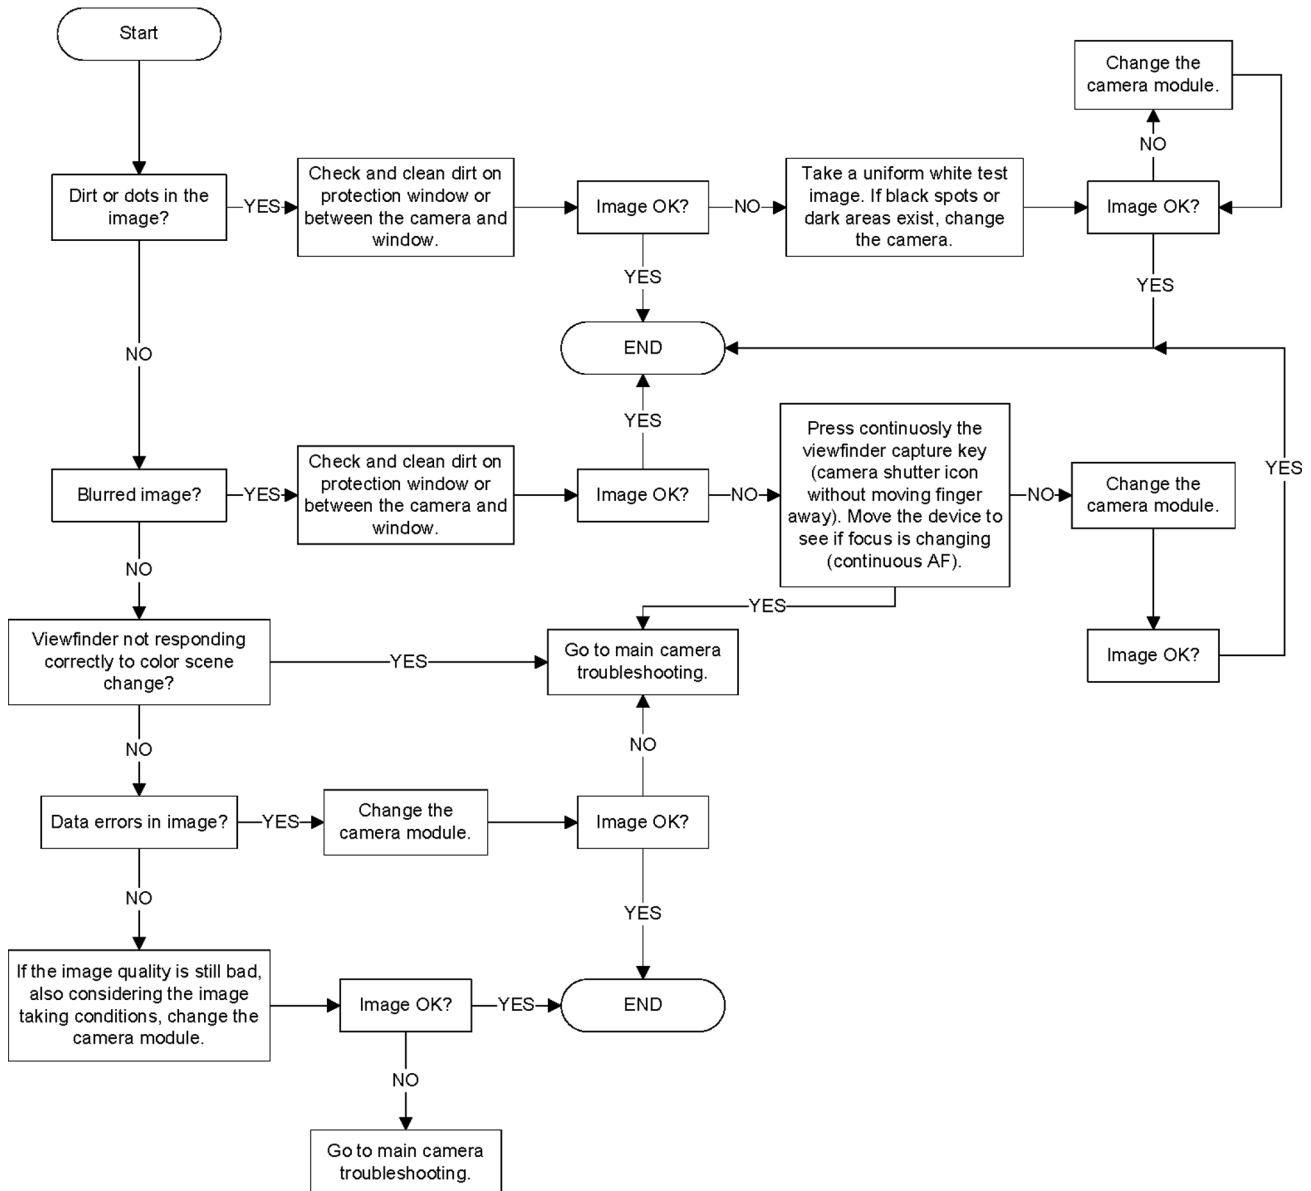 Start
Change the
camera module.
NO
Dirt or dots in the
image?
YES
Check and clean dirt on
protection window or
between the camera and
window.
Image OK?
NO
Take a uniform white test
image. If black spots or
dark areas exist, change
the camera.
Image OK?
YES
YES
NO
END
YES
Blurred image?
YES
Check and clean dirt on
protection window or
between the camera and
window.
Image OK?
NO
Press continuosly the
viewfinder capture key
(camera shutter icon
without moving finger
away). Move the device to
see if focus is changing
(continuous AF).
NO
Change the
camera module.
YES
NO
YES
Viewfinder not responding
correctly to color scene
change?
YES
Go to main camera
troubleshooting.
Image OK?
NO
NO
Data errors in image?
YES
Change the
camera module.
Image OK?
NO
YES
If the image quality is still bad,
also considering the image
taking conditions, change the
camera module.
Image OK?
YES
END
NO
Go to main camera
troubleshooting.